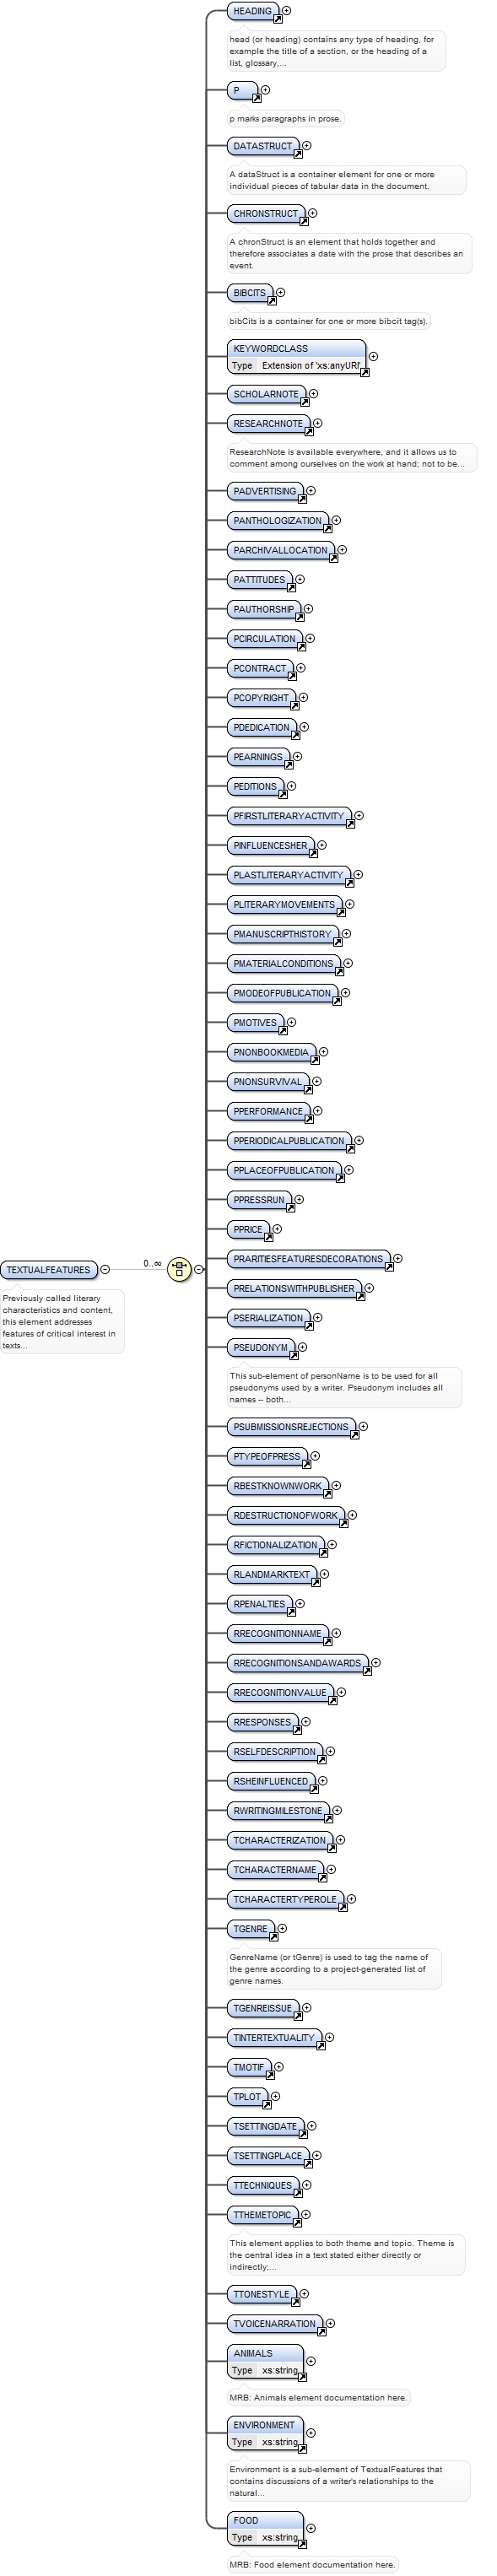 HEADING
head (or heading) contains any type of heading, for
example the title of a section, or the heading of a
list, glossary,...
P
p marks paragraphs in prose.
DATASTRUCT
A dataStruct is a container element for one or more
individual pieces of tabular data in the document.
CHRONSTRUCT
A chronStruct is an element that holds together and
therefore associates a date with the prose that describes an
event.
BIBCITS
bibCits is a container for one or more bibcit tag(s).
KEYWORDCLASS
Type Extension of 'xs:anyURI'
SCHOLARNOTE
RESEARCHNOTE
ResearchNote is available everywhere, and it allows us to
comment among ourselves on the work at hand; not to be...
PADVERTISING
PANTHOLOGIZATION
PARCHIVALLOCATION
PATTITUDES
PAUTHORSHIP
PCIRCULATION
PCONTRACT
PCOPYRIGHT
PDEDICATION
PEARNINGS
PEDITIONS
PFIRSTLITERARYACTIVITY
PINFLUENCESHER
PLASTLITERARYACTIVITY
PLITERARYMOVEMENTS
PMANUSCRIPTHISTORY
PMATERIALCONDITIONS
PMODEOFPUBLICATION
PMOTIVES
PNONBOOKMEDIA
PNONSURVIVAL
PPERFORMANCE
PPERIODICALPUBLICATION
PPLACEOFPUBLICATION
PPRESSRUN
PPRICE
PRARITIESFEATURESDECORATIONS
TEXTUALFEATURES 0..∞
Previously called literary
characteristics and content,
this element addresses
features of critical interest in
texts...
PRELATIONSWITHPUBLISHER
PSERIALIZATION
PSEUDONYM
This sub-element of personName is to be used for all
pseudonyms used by a writer. Pseudonym includes all
names -- both...
PSUBMISSIONSREJECTIONS
PTYPEOFPRESS
RBESTKNOWNWORK
RDESTRUCTIONOFWORK
RFICTIONALIZATION
RLANDMARKTEXT
RPENALTIES
RRECOGNITIONNAME
RRECOGNITIONSANDAWARDS
RRECOGNITIONVALUE
RRESPONSES
RSELFDESCRIPTION
RSHEINFLUENCED
RWRITINGMILESTONE
TCHARACTERIZATION
TCHARACTERNAME
TCHARACTERTYPEROLE
TGENRE
GenreName (or tGenre) is used to tag the name of
the genre according to a project-generated list of
genre names.
TGENREISSUE
TINTERTEXTUALITY
TMOTIF
TPLOT
TSETTINGDATE
TSETTINGPLACE
TTECHNIQUES
TTHEMETOPIC
This element applies to both theme and topic. Theme is
the central idea in a text stated either directly or
indirectly;...
TTONESTYLE
TVOICENARRATION
ANIMALS
Type xs:string
MRB: Animals element documentation here.
ENVIRONMENT
Type xs:string
Environment is a sub-element of TextualFeatures that
contains discussions of a writer's relationships to the
natural...
FOOD
Type xs:string
MRB: Food element documentation here.